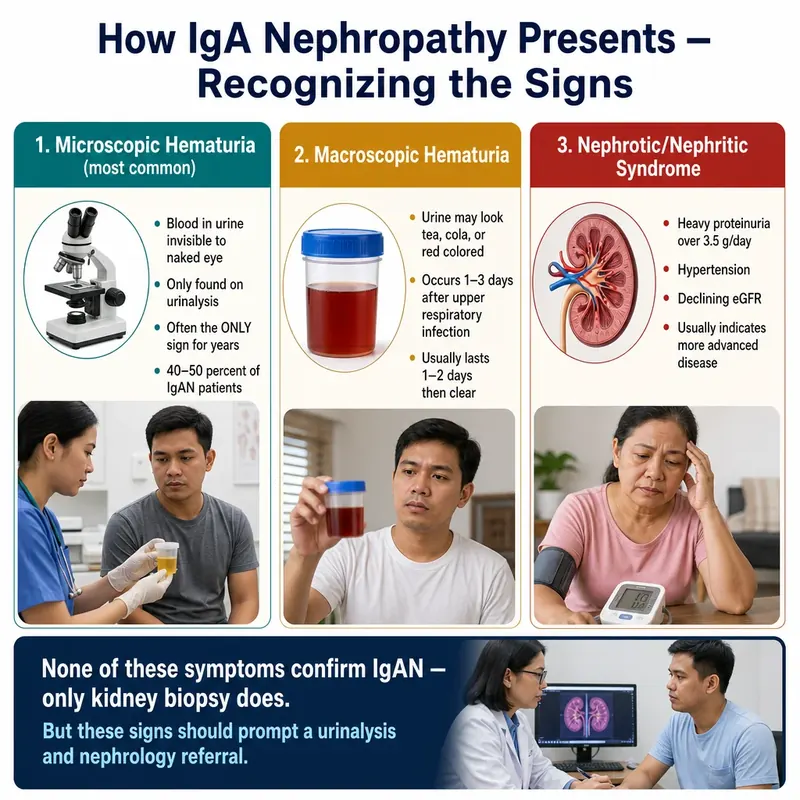 How IgA Nephropathy Presents –
Recognizing the Signs
1. Microscopic Hematuria
(most common)
• Blood in urine
invisible to
naked eye
• Only found on
urinalysis
• Often the ONLY
sign for years
• 40–50 percent of
IgAN patients
2. Macroscopic Hematuria
• Urine may look
tea, cola, or
red colored
• Occurs 1–3 days
after upper
respiratory
infection
• Usually lasts
1–2 days
then clear
3. Nephrotic/Nephritic
Syndrome
• Heavy proteinuria
over 3.5 g/day
• Hypertension
• Declining eGFR
• Usually indicates
more advanced
disease
None of these symptoms confirm IgAN –
only kidney biopsy does.
But these signs should prompt a urinalysis
and nephrology referral.